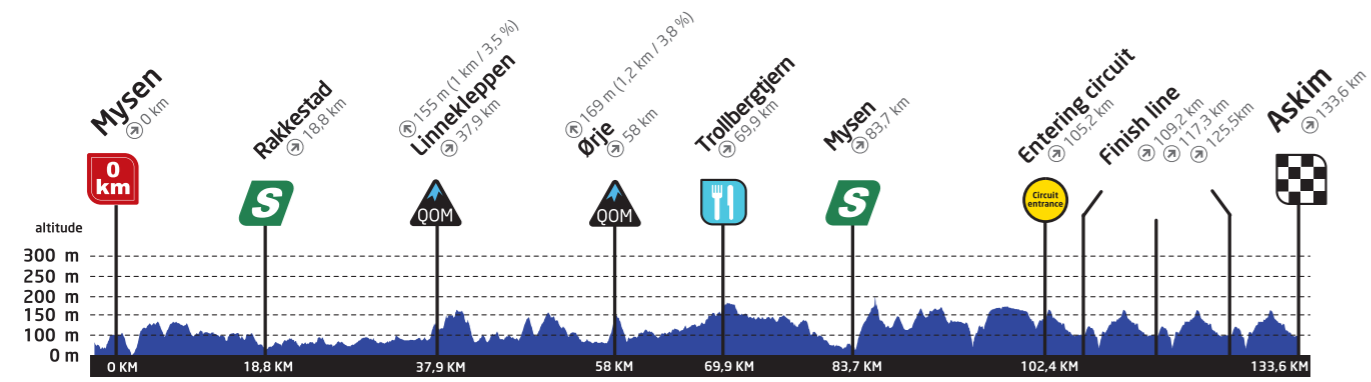 Mysen
0 km
Rakkestad
18,8 km
155 m (1 km / 3,5 %)
Linnekleppen
37,9 km
169 m (1,2 km / 3,8 %)
Ørje
58 km
Trollbergtjern
69,9 km
Mysen
83,7 km
Entering circuit
105,2 km
Finish line
109,2 km
117,3 km
125,5km
Askim
133,6 km
0
km
S
QOM
QOM
S
Circuit
entrance
altitude
300 m
250 m
200 m
150 m
100 m
0 m
0 KM
18,8 KM
37,9 KM
58 KM
69,9 KM
83,7 KM
102,4 KM
133,6 KM